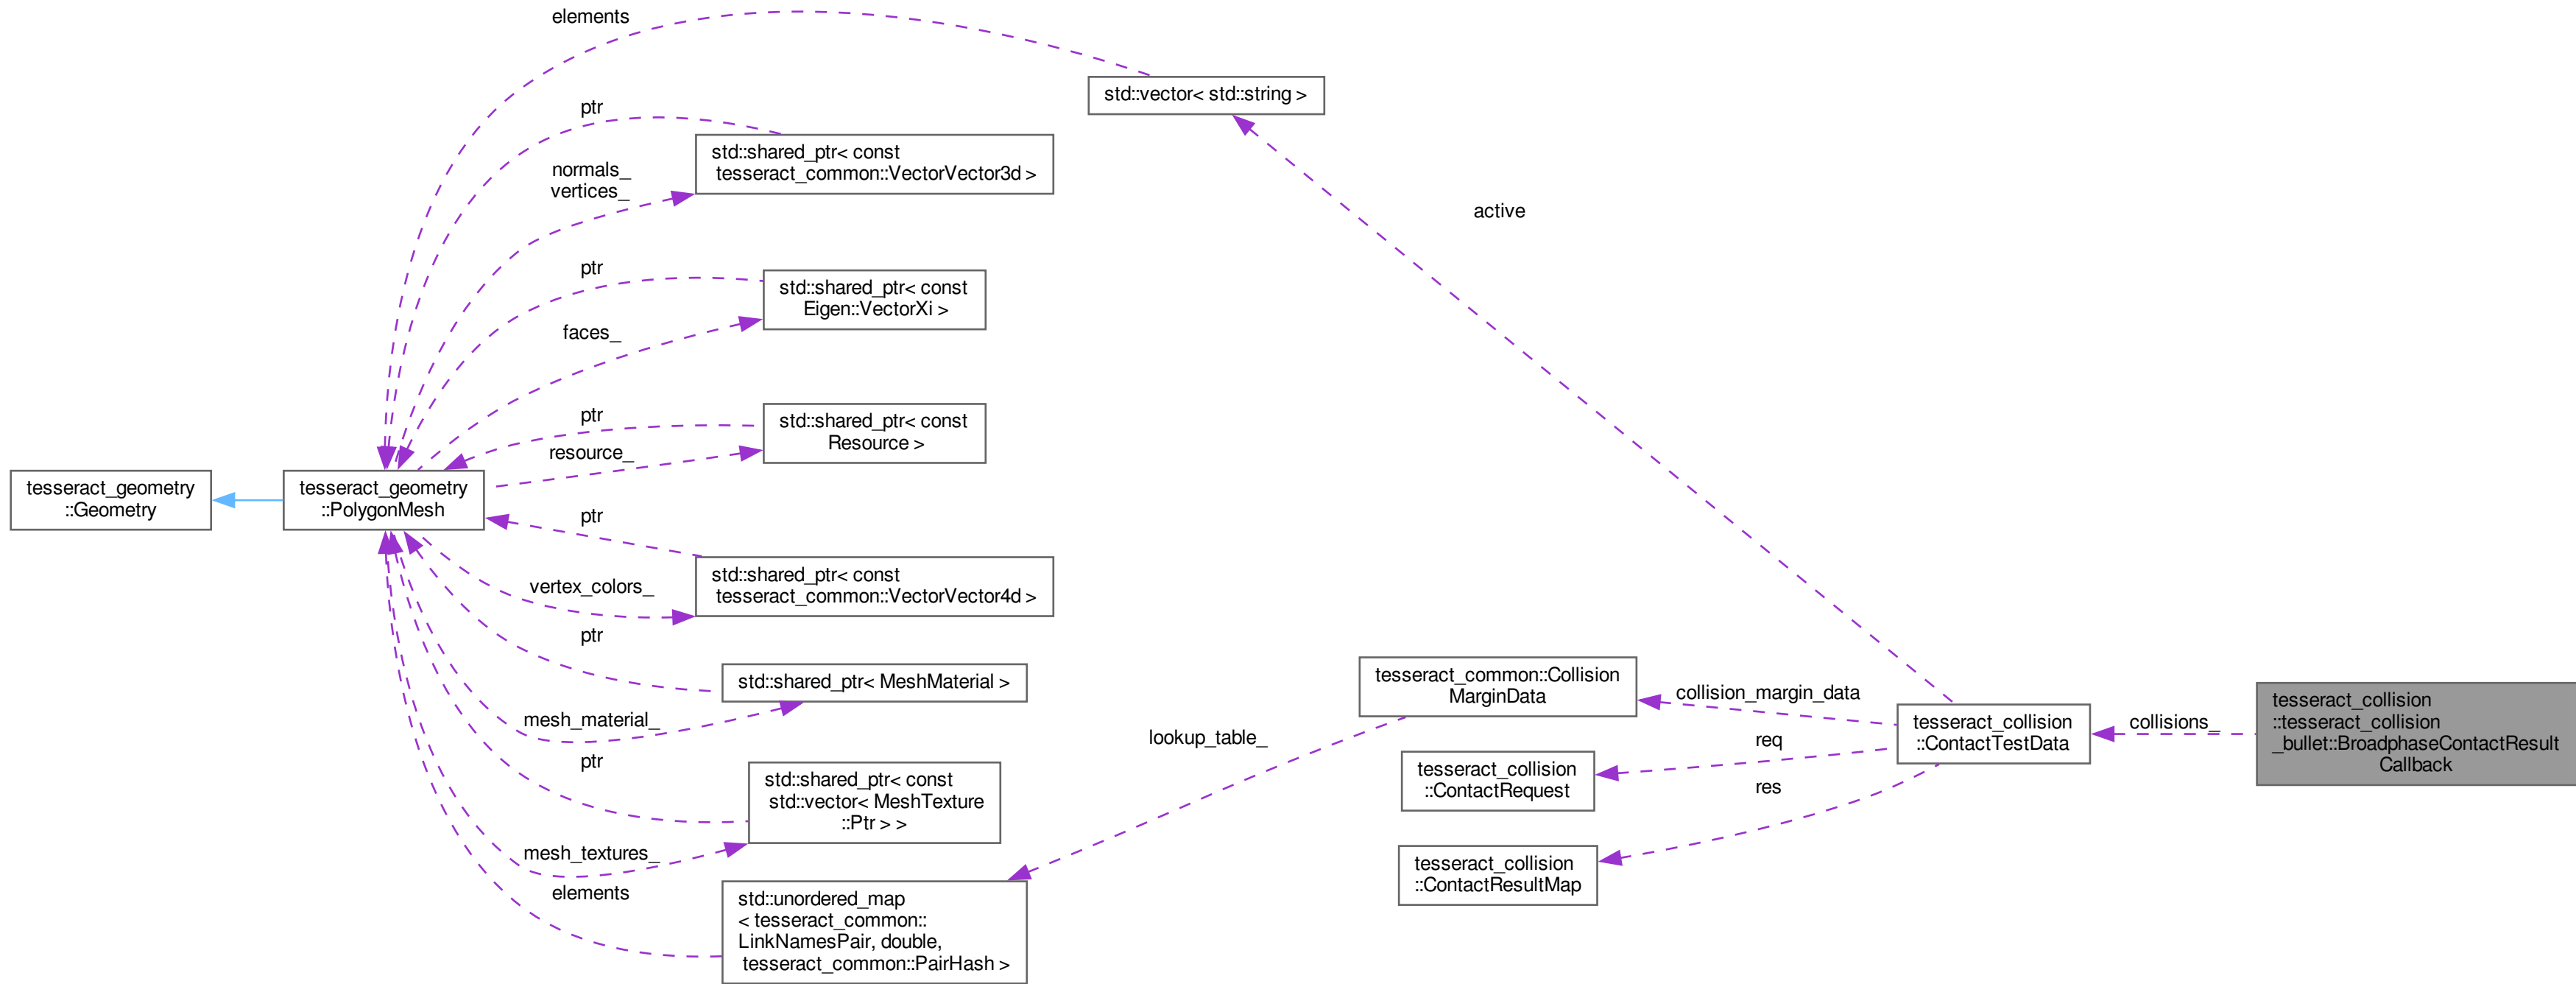 elements
std::vector< std::string >
ptr
std::shared_ptr< const
tesseract_common::VectorVector3d >
normals_
vertices_
active
ptr
std::shared_ptr< const
Eigen::VectorXi >
faces_
ptr
std::shared_ptr< const
Resource >
resource_
tesseract_geometry
::Geometry
tesseract_geometry
::PolygonMesh
ptr
std::shared_ptr< const
tesseract_common::VectorVector4d >
vertex_colors_
ptr
std::shared_ptr< MeshMaterial >
mesh_material_
ptr
std::shared_ptr< const
std::vector< MeshTexture
::Ptr > >
mesh_textures_
elements
std::unordered_map
< tesseract_common::
LinkNamesPair, double,
tesseract_common::PairHash >
lookup_table_
tesseract_common::Collision
MarginData
collision_margin_data
req
tesseract_collision
::ContactRequest
res
tesseract_collision
::ContactResultMap
tesseract_collision
::ContactTestData
collisions_
tesseract_collision
::tesseract_collision
_bullet::BroadphaseContactResult
Callback